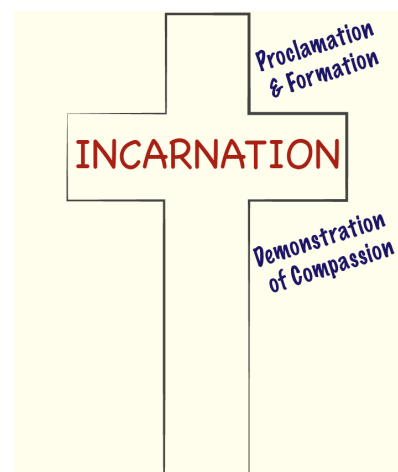 Proclamation
& Formation
INCARNATION
Demonstration
of Compassion